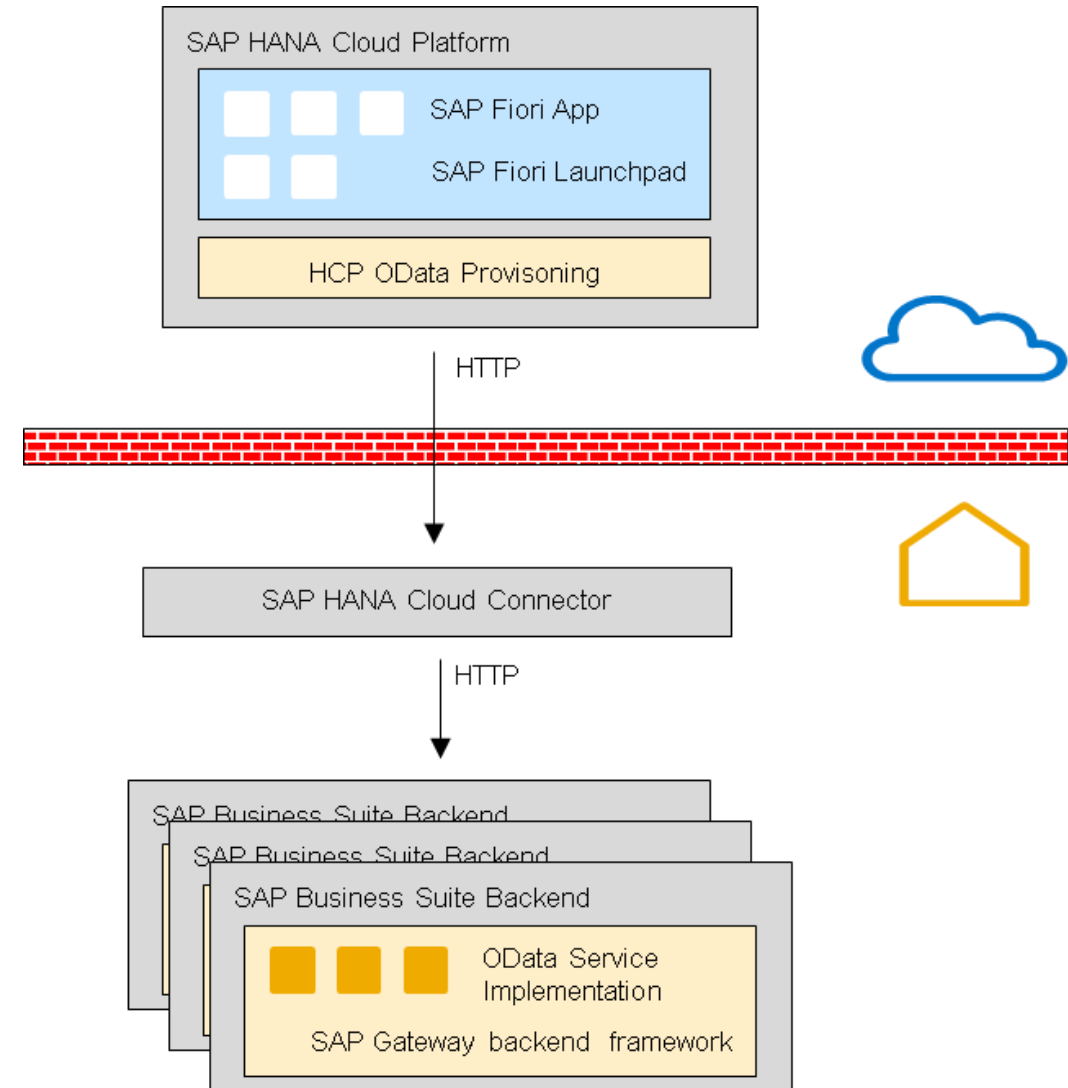 SAP HANA Cloud Platform
SAP Fiori App
SAP Fiori Launchpad
HCP OData Provisoning
HTTP
SAP HANA Cloud Connector
HTTP
SAP Business Suite Backend
SAP Business Suite Backend
SAP Business Suite Backend
OData Service
Implementation
SAP Gateway backend framework